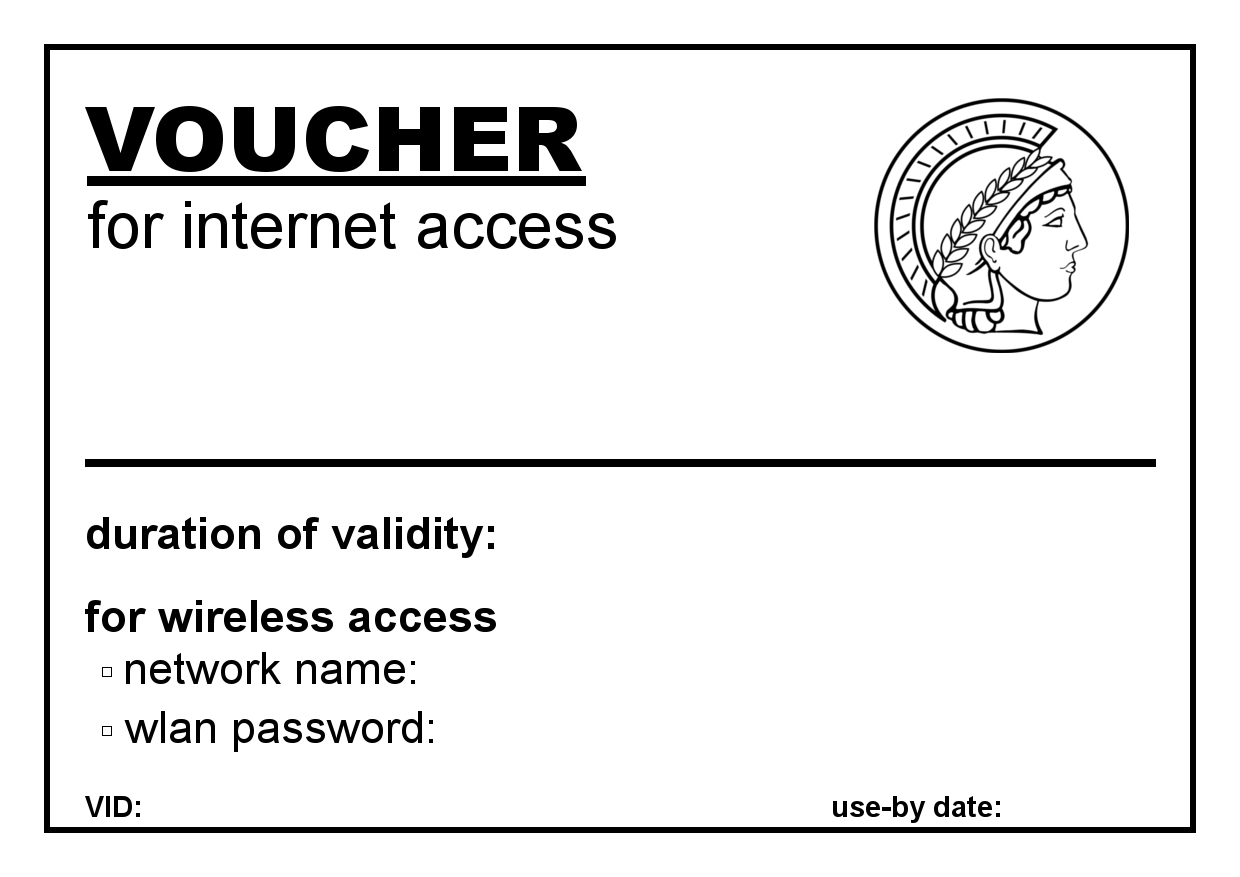 VOUCHER
for internet access
duration of validity:
for wireless access
▫ network name:
▫ wlan password:
VID:
use-by date: